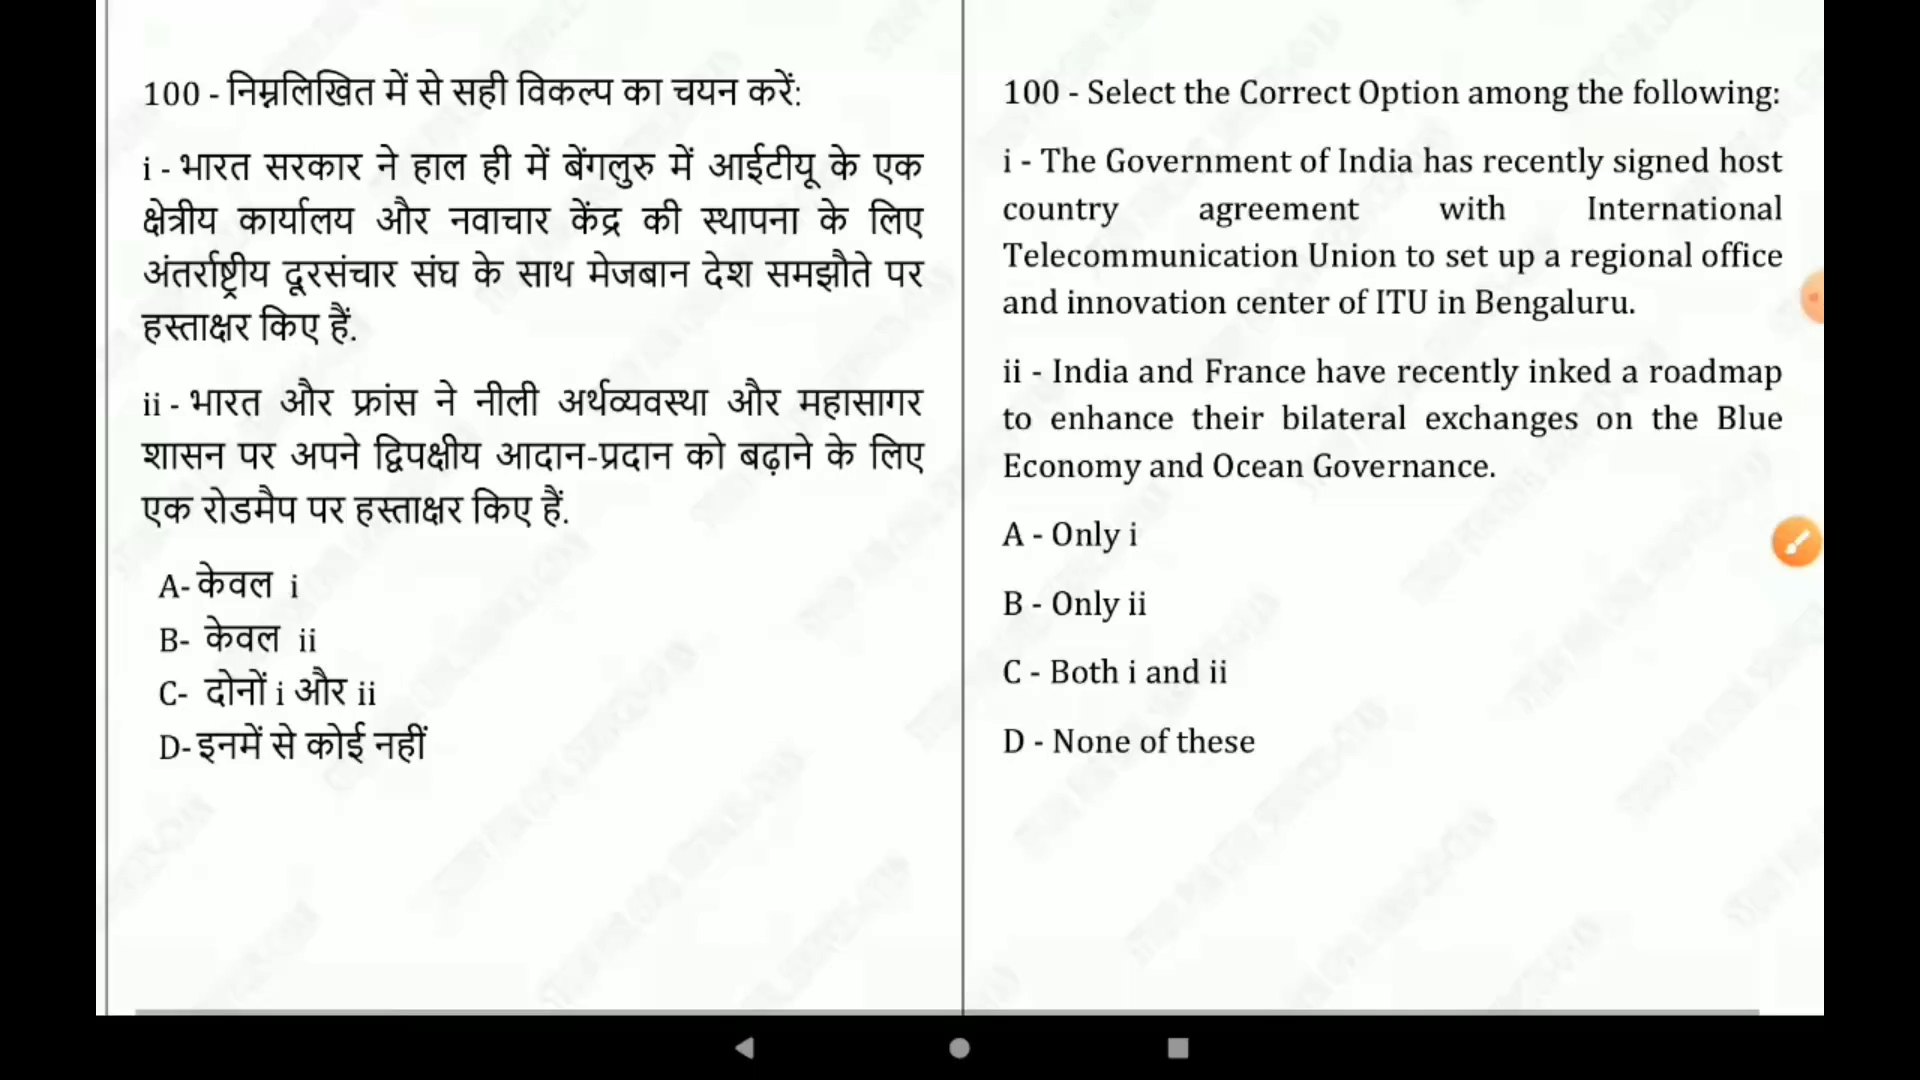 100 - निम्नलिखित में से सही विकल्प का चयन करें:
i - भारत सरकार ने हाल ही में बेंगलुरु में आईटीयू के एक
क्षेत्रीय कार्यालय और नवाचार केंद्र की स्थापना के लिए
अंतर्राष्ट्रीय दूरसंचार संघ के साथ मेजबान देश समझौते पर
हस्ताक्षर किए हैं.
ii - भारत और फ्रांस ने नीली अर्थव्यवस्था और महासागर
शासन पर अपने द्विपक्षीय आदान-प्रदान को बढ़ाने के लिए
एक रोडमैप पर हस्ताक्षर किए हैं.
A- केवल i
B- केवल ii
C- दोनों i और ii
D- इनमें से कोई नहीं
100 - Select the Correct Option among the following:
i - The Government of India has recently signed host
country agreement with International
Telecommunication Union to set up a regional office
and innovation center of ITU in Bengaluru.
ii - India and France have recently inked a roadmap
to enhance their bilateral exchanges on the Blue
Economy and Ocean Governance.
A - Only i
B - Only ii
C - Both i and ii
D - None of these